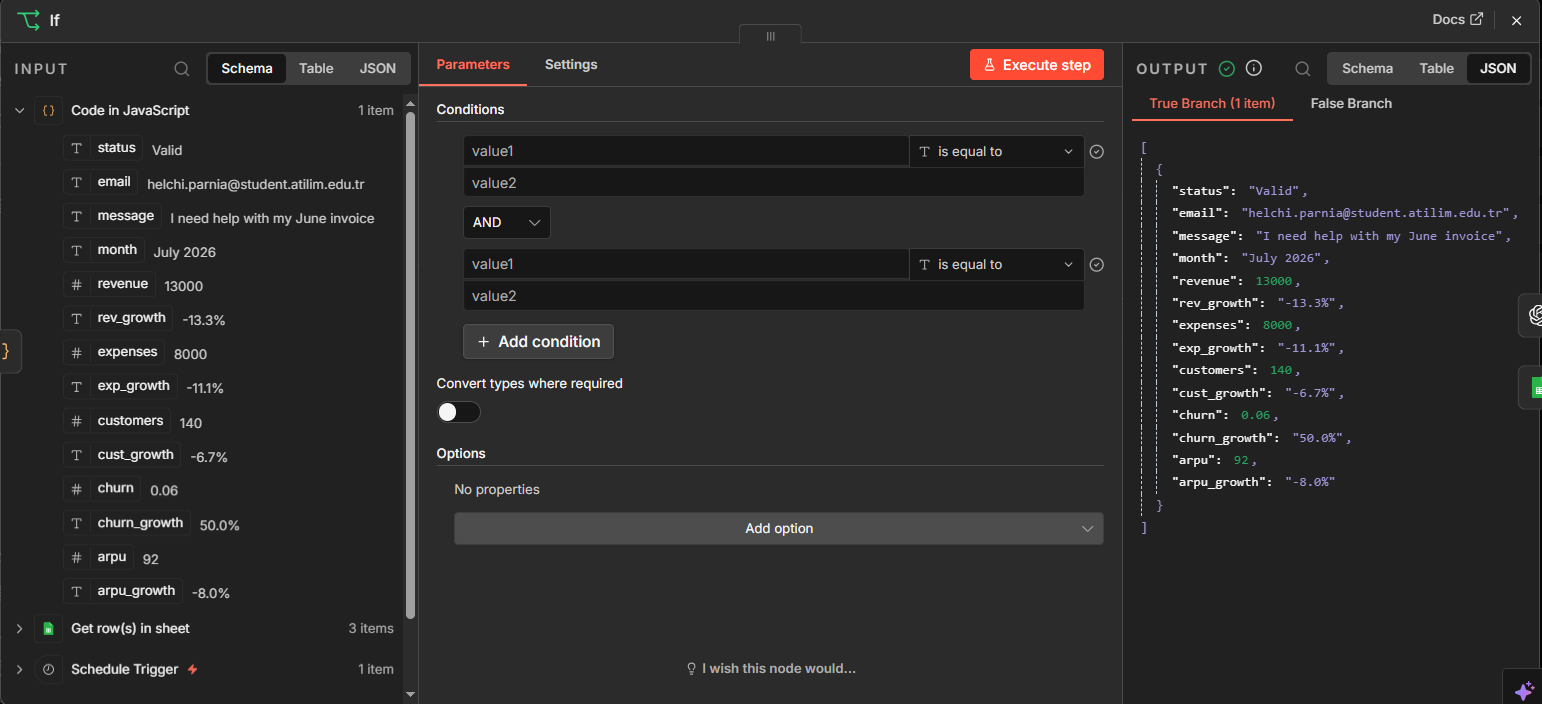 If
Docs
INPUT
Schema
Table
JSON
Code in JavaScript
1 item
T status Valid
T email helchi.parnia@student.atilim.edu.tr
T message I need help with my June invoice
T month July 2026
# revenue 13000
T rev_growth -13.3%
# expenses 8000
T exp_growth -11.1%
# customers 140
T cust_growth -6.7%
# churn 0.06
T churn_growth 50.0%
# arpu 92
T arpu_growth -8.0%
Get row(s) in sheet
3 items
Schedule Trigger
1 item
Parameters
Settings
Execute step
Conditions
value1
T is equal to
value2
AND
value1
T is equal to
value2
+ Add condition
Convert types where required
Options
No properties
Add option
I wish this node would...
OUTPUT
Schema
Table
JSON
True Branch (1 item)
False Branch
[
{
"status": "Valid",
"email": "helchi.parnia@student.atilim.edu.tr",
"message": "I need help with my June invoice",
"month": "July 2026",
"revenue": 13000,
"rev_growth": "-13.3%",
"expenses": 8000,
"exp_growth": "-11.1%",
"customers": 140,
"cust_growth": "-6.7%",
"churn": 0.06,
"churn_growth": "50.0%",
"arpu": 92,
"arpu_growth": "-8.0%"
}
]